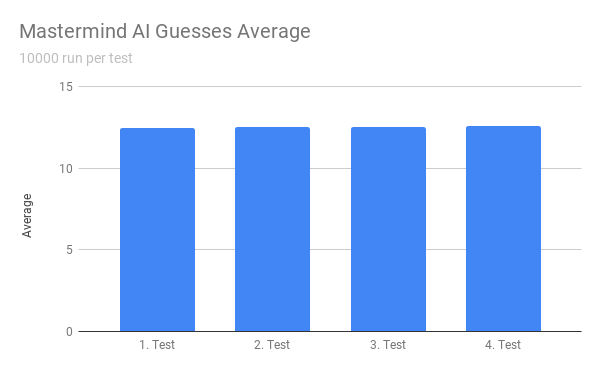 Mastermind AI Guesses Average
10000 run per test
15
10
5
0
Average
1. Test
2. Test
3. Test
4. Test